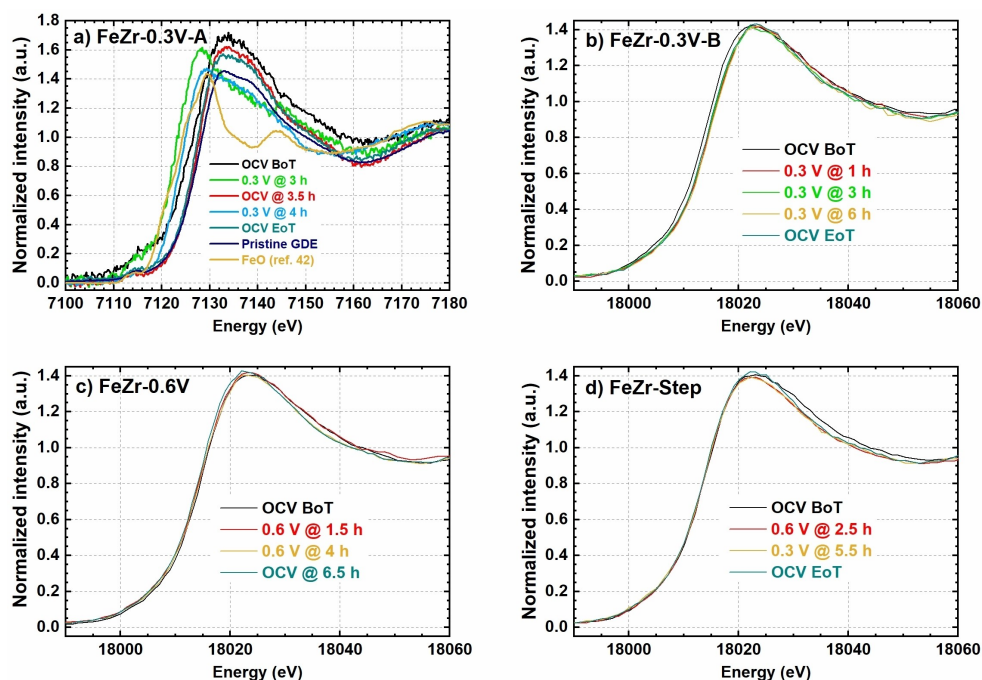 a) FeZr-0.3V-A
Normalized intensity (a.u.)
1.8
1.6
1.4
1.2
1.0
0.8
0.6
0.4
0.2
0.0
OCV BoT
0.3 V @ 3 h
OCV @ 3.5 h
0.3 V @ 4 h
OCV EoT
Pristine GDE
FeO (ref. 42)
7100 7110 7120 7130 7140 7150 7160 7170 7180
Energy (eV)
b) FeZr-0.3V-B
Normalized intensity (a.u.)
1.4
1.2
1.0
0.8
0.6
0.4
0.2
0.0
OCV BoT
0.3 V @ 1 h
0.3 V @ 3 h
0.3 V @ 6 h
OCV EoT
18000 18020 18040 18060
Energy (eV)
c) FeZr-0.6V
Normalized intensity (a.u.)
1.4
1.2
1.0
0.8
0.6
0.4
0.2
0.0
OCV BoT
0.6 V @ 1.5 h
0.6 V @ 4 h
OCV @ 6.5 h
18000 18020 18040 18060
Energy (eV)
d) FeZr-Step
Normalized intensity (a.u.)
1.4
1.2
1.0
0.8
0.6
0.4
0.2
0.0
OCV BoT
0.6 V @ 2.5 h
0.3 V @ 5.5 h
OCV EoT
18000 18020 18040 18060
Energy (eV)